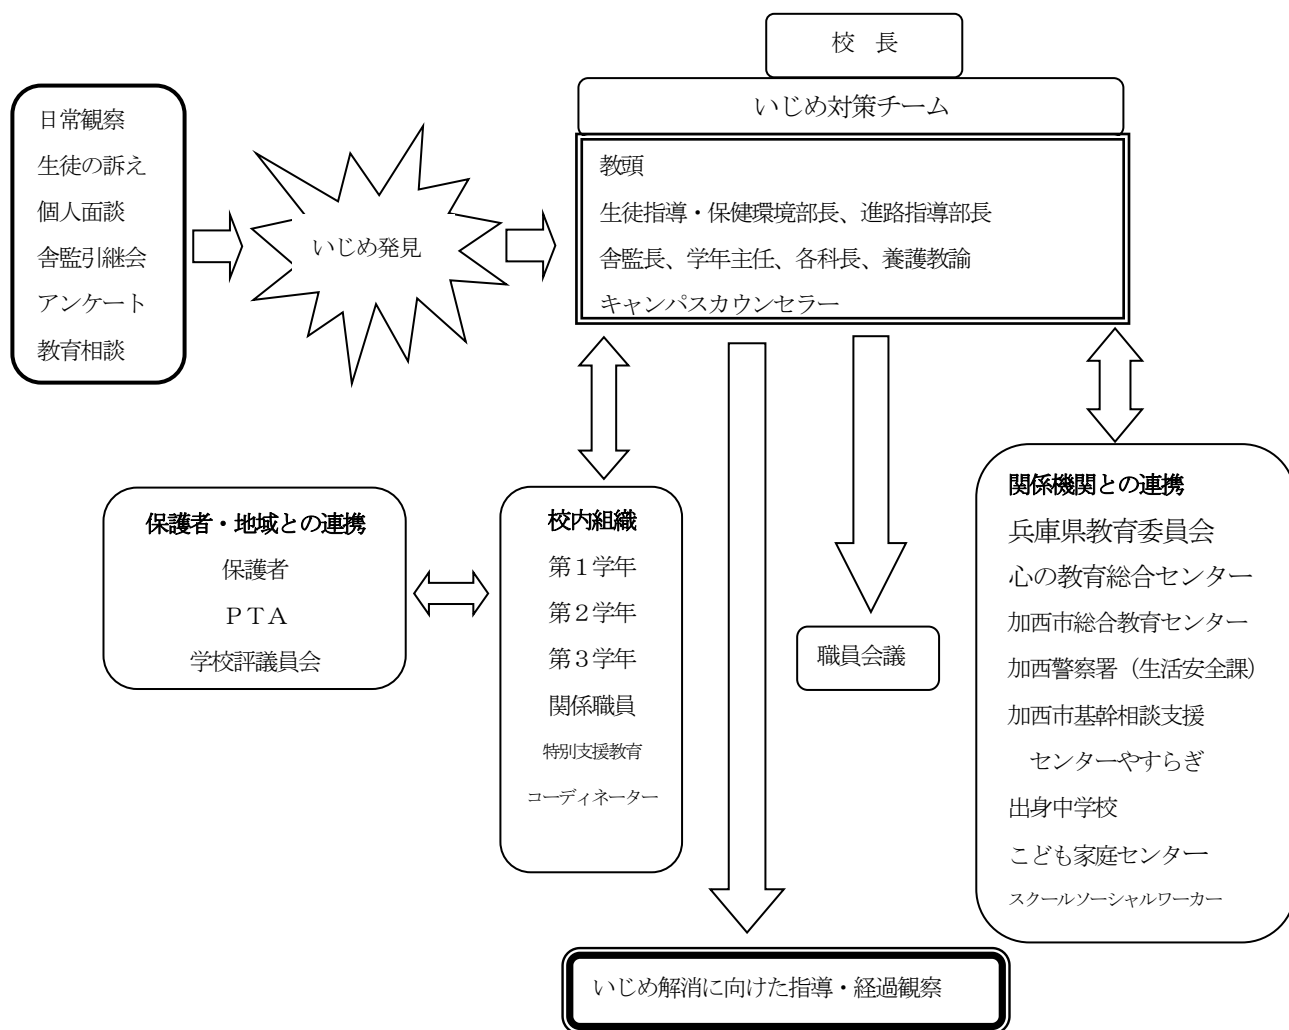 校　長
いじめ対策チーム
教頭
生徒指導・保健環境部長、進路指導部長
舎監長、学年主任、各科長、養護教諭
キャンパスカウンセラー
日常観察
生徒の訴え
個人面談
舎監引継会
アンケート
教育相談
いじめ発見
保護者・地域との連携
保護者
ＰＴＡ
学校評議員会
校内組織
第１学年
第２学年
第３学年
関係職員
特別支援教育
コーディネーター
職員会議
関係機関との連携
兵庫県教育委員会
心の教育総合センター
加西市総合教育センター
加西警察署（生活安全課）
加西市基幹相談支援
センターやすらぎ
出身中学校
こども家庭センター
スクールソーシャルワーカー
いじめ解消に向けた指導・経過観察